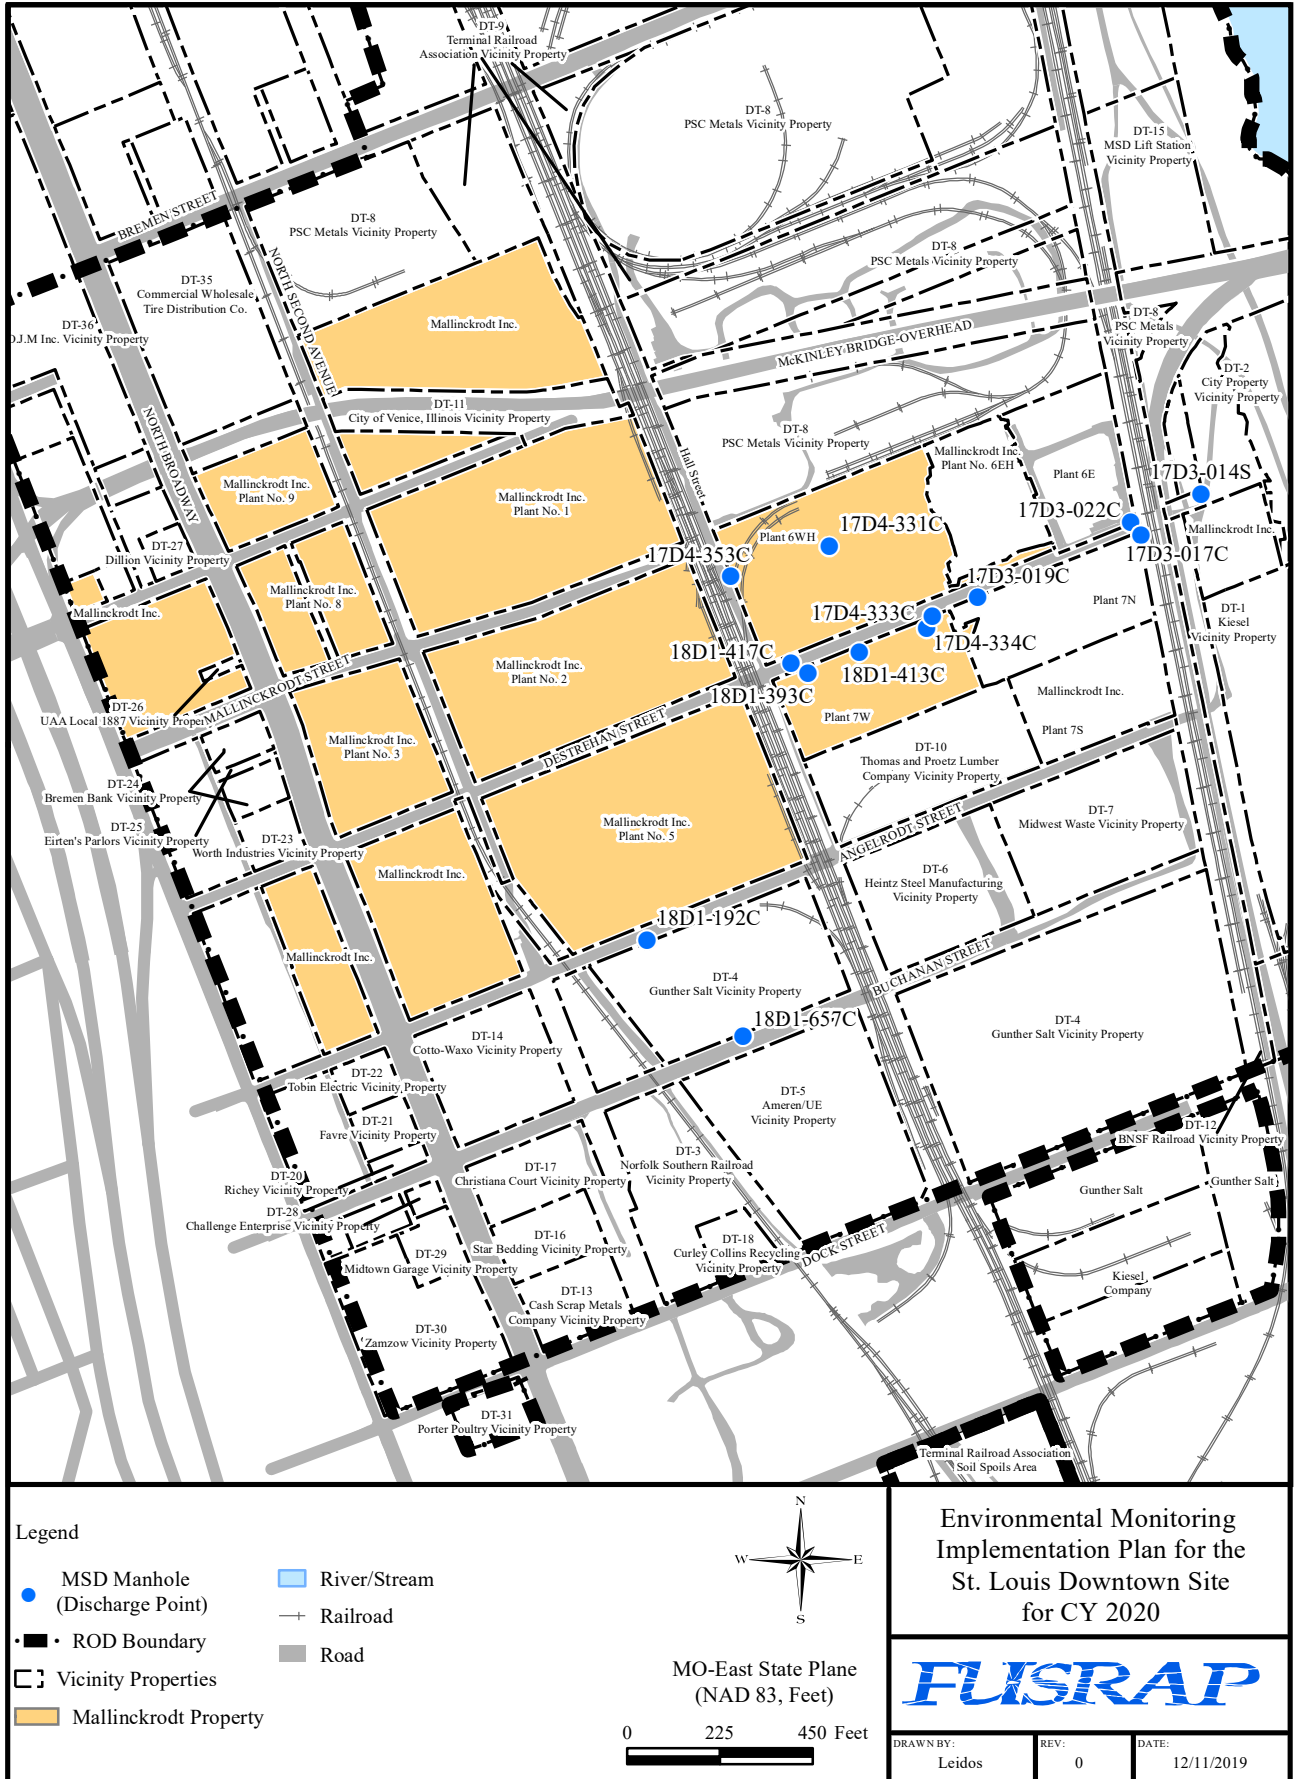 DT-9
Terminal Railroad
Association Vicinity Property
DT-8
PSC Metals Vicinity Property
DT-15
MSD Lift Station
Vicinity Property
BREMEN STREET
DT-8
PSC Metals Vicinity Property
DT-8
PSC Metals Vicinity Property
NORTH SECOND AVENUE
DT-35
Commercial Wholesale
Tire Distribution Co.
DT-36
D.J.M Inc. Vicinity Property
Mallinckrodt Inc.
McKINLEY BRIDGE-OVERHEAD
DT-8
PSC Metals
Vicinity Property
DT-2
City Property
Vicinity Property
DT-11
City of Venice, Illinois Vicinity Property
NORTH BROADWAY
DT-8
PSC Metals Vicinity Property
Hall Street
Mallinckrodt Inc.
Plant No. 6EH
Plant 6E
17D3-014S
Mallinckrodt Inc.
Plant No. 9
Mallinckrodt Inc.
Plant No. 1
17D3-022C
17D4-331C
Plant 6WH
Mallinckrodt Inc.
17D3-017C
DT-27
Dillion Vicinity Property
17D4-353C
17D3-019C
Mallinckrodt Inc.
Plant No. 8
Plant 7N
Mallinckrodt Inc.
17D4-333C
DT-1
Kiesel
Vicinity Property
17D4-334C
18D1-417C
Mallinckrodt Inc.
Plant No. 2
18D1-413C
18D1-393C
Mallinckrodt Inc.
MALLINCKRODT STREET
DT-26
UAA Local 1887 Vicinity Proper
Plant 7W
Plant 7S
DESTREHAN STREET
Mallinckrodt Inc.
Plant No. 3
DT-10
Thomas and Proetz Lumber
Company Vicinity Property
DT-24
Bremen Bank Vicinity Property
DT-7
Midwest Waste Vicinity Property
DT-25
Eirten's Parlors Vicinity Property
DT-23
Worth Industries Vicinity Property
Mallinckrodt Inc.
Plant No. 5
ANGELRODT STREET
Mallinckrodt Inc.
DT-6
Heintz Steel Manufacturing
Vicinity Property
18D1-192C
Mallinckrodt Inc.
BUCHANAN STREET
DT-4
Gunther Salt Vicinity Property
18D1-657C
DT-4
Gunther Salt Vicinity Property
DT-14
Cotto-Waxo Vicinity Property
DT-22
Tobin Electric Vicinity Property
DT-5
Ameren/UE
Vicinity Property
DT-21
Favre Vicinity Property
DT-12
BNSF Railroad Vicinity Property
DT-3
Norfolk Southern Railroad
Vicinity Property
DT-17
Christiana Court Vicinity Property
DT-20
Richey Vicinity Property
Gunther Salt
Gunther Salt
DT-28
Challenge Enterprise Vicinity Property
DT-16
Star Bedding Vicinity Property
DT-18
Curley Collins Recycling
Vicinity Property
DOCK STREET
DT-29
Midtown Garage Vicinity Property
Kiesel
Company
DT-13
Cash Scrap Metals
Company Vicinity Property
DT-30
Zamzow Vicinity Property
DT-31
Porter Poultry Vicinity Property
Terminal Railroad Association
Soil Spoils Area
Legend
MSD Manhole
(Discharge Point)
ROD Boundary
Vicinity Properties
Mallinckrodt Property
River/Stream
Railroad
Road
N
W
E
S
MO-East State Plane
(NAD 83, Feet)
0 225 450 Feet
Environmental Monitoring
Implementation Plan for the
St. Louis Downtown Site
for CY 2020
FUSRAP
DRAWN BY:
Leidos
REV:
0
DATE:
12/11/2019